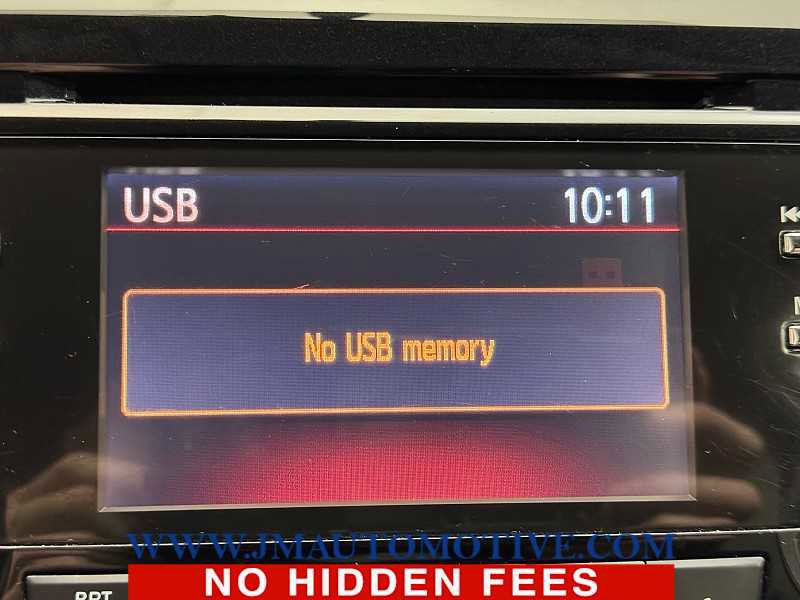 USB 10:11
No USB memory
WWW.JMAUTOMOTIVE.COM
RPT
NO HIDDEN FEES